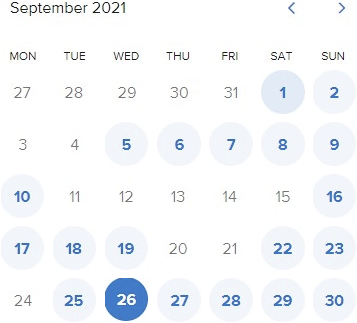 September 2021
MON TUE WED THU FRI SAT SUN
27 28 29 30 31 1 2
3 4 5 6 7 8 9
10 11 12 13 14 15 16
17 18 19 20 21 22 23
24 25 26 27 28 29 30